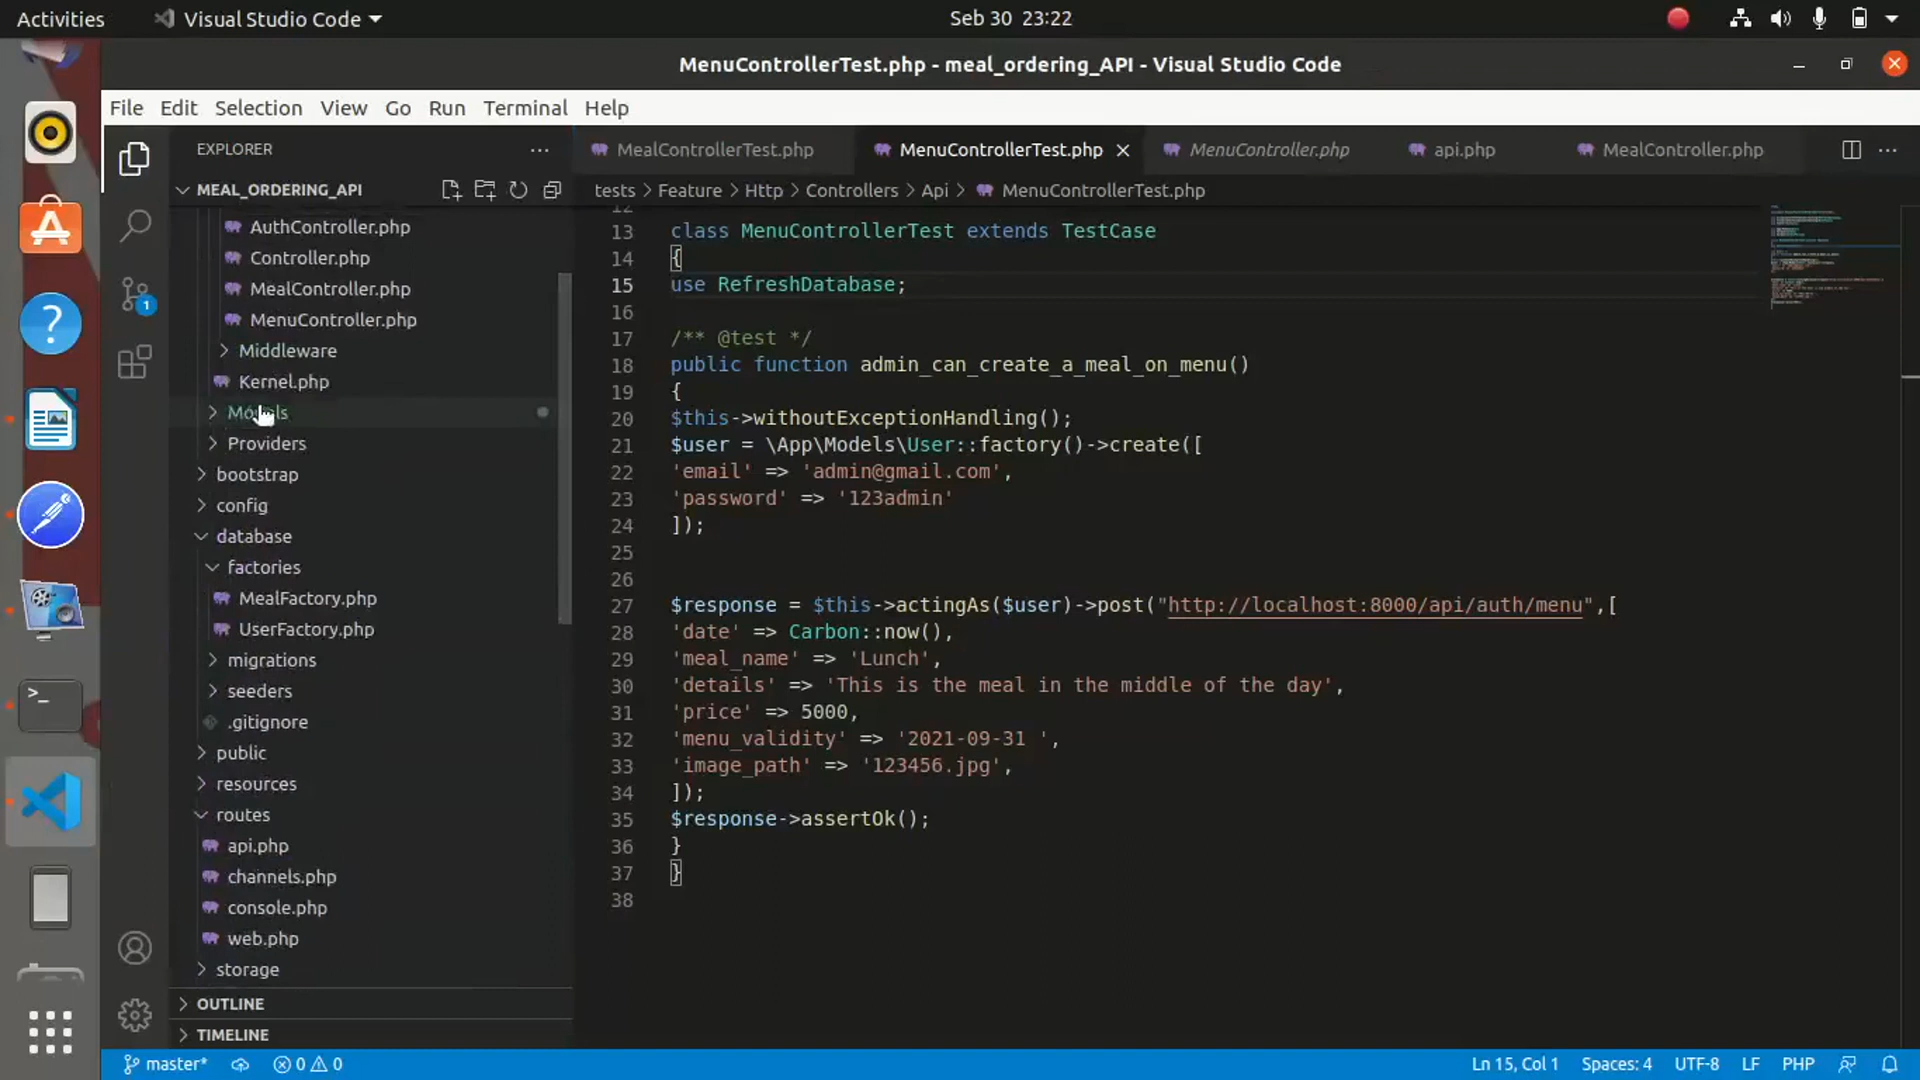 Activities
Visual Studio Code
Seb 30 23:22
MenuControllerTest.php - meal_ordering_API - Visual Studio Code
File Edit Selection View Go Run Terminal Help
EXPLORER
MealControllerTest.php
MenuControllerTest.php
MenuController.php
api.php
MealController.php
MEAL_ORDERING_API
tests > Feature > Http > Controllers > Api > MenuControllerTest.php
AuthController.php
Controller.php
MealController.php
MenuController.php
Middleware
Kernel.php
Models
Providers
bootstrap
config
database
factories
MealFactory.php
UserFactory.php
migrations
seeders
.gitignore
public
resources
routes
api.php
channels.php
console.php
web.php
storage
OUTLINE
TIMELINE
12
13 class MenuControllerTest extends TestCase
14 {
15 use RefreshDatabase;
16
17 /** @test */
18 public function admin_can_create_a_meal_on_menu()
19 {
20 $this->withoutExceptionHandling();
21 $user = \App\Models\User::factory()->create([
22 'email' => 'admin@gmail.com',
23 'password' => '123admin'
24 ]);
25
26
27 $response = $this->actingAs($user)->post("http://localhost:8000/api/auth/menu",[
28 'date' => Carbon::now(),
29 'meal_name' => 'Lunch',
30 'details' => 'This is the meal in the middle of the day',
31 'price' => 5000,
32 'menu_validity' => '2021-09-31 ',
33 'image_path' => '123456.jpg',
34 ]);
35 $response->assertOk();
36 }
37 }
38
1
master*
0 0
Ln 15, Col 1
Spaces: 4
UTF-8
LF
PHP